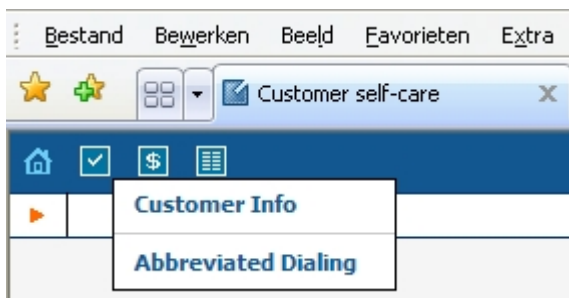 Bestand Bewerken Beeld Favorieten Extra
Customer self-care
Customer Info
Abbreviated Dialing